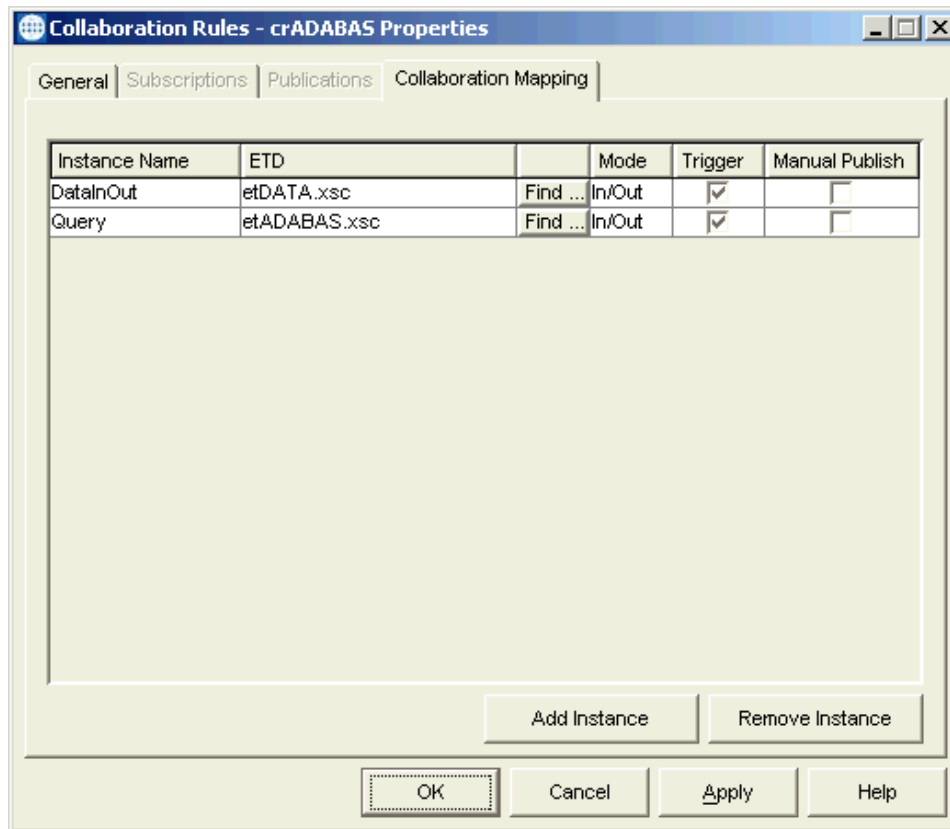 Collaboration Rules - crADABAS Properties
General Subscriptions Publications Collaboration Mapping
Instance Name ETD Mode Trigger Manual Publish
DataInOut etDATA.xsc Find ... In/Out
Query etADABAS.xsc Find ... In/Out
Add Instance Remove Instance
OK Cancel Apply Help